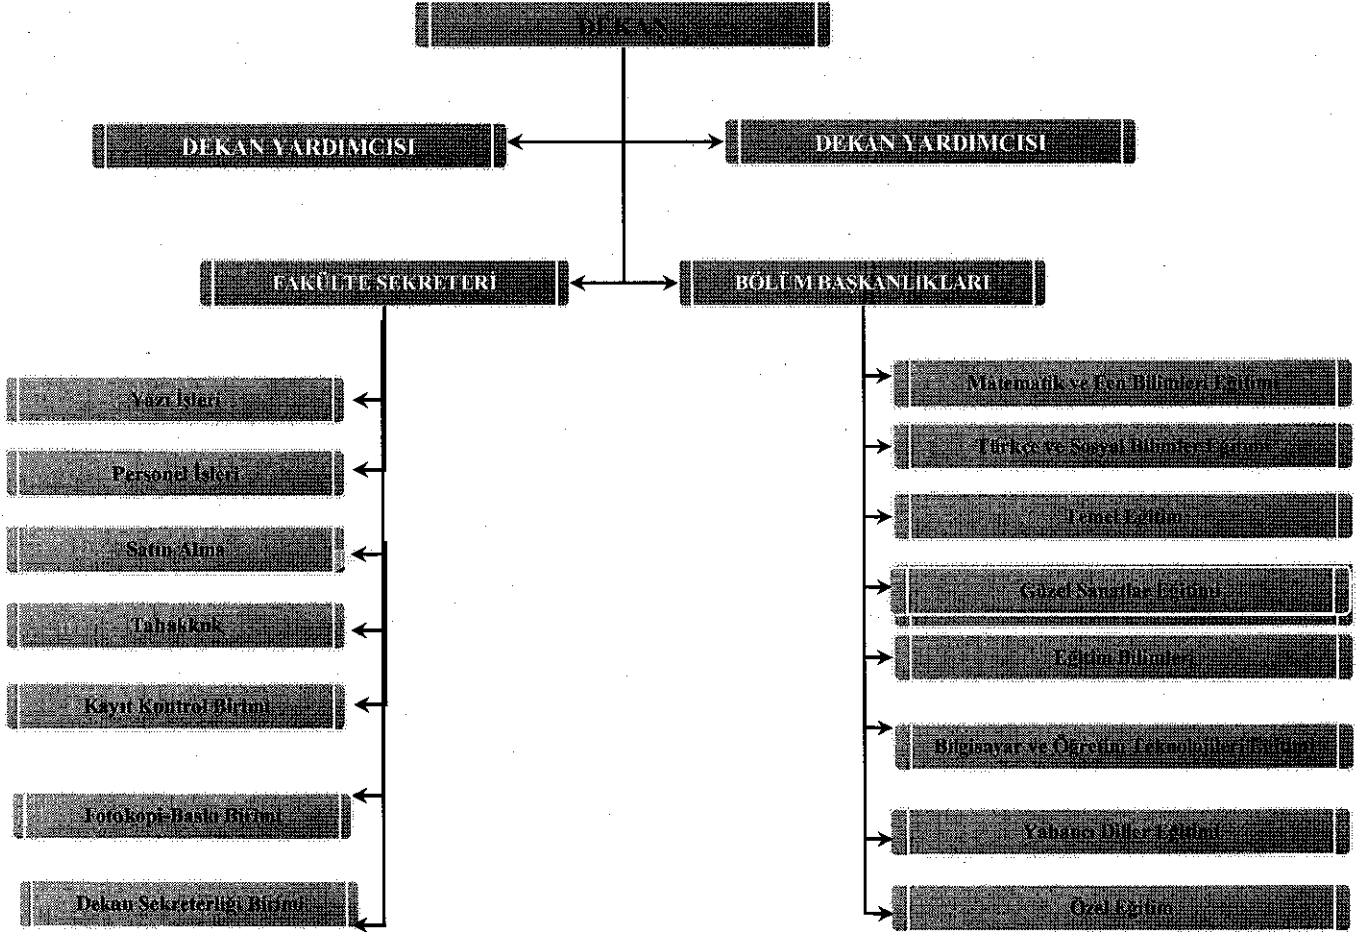 DEKAN
DEKAN YARDIMCISI
DEKAN YARDIMCISI
FAKÜLTE SEKRETERİ
BÖLÜM BAŞKANLIKLARI
Yazı İşleri
Personel İşleri
Satın Alma
Tahakkuk
Kayıt Kontrol Birimi
Fotokopi-Baskı Birimi
Dekan Sekreterliği Birimi
Matematik ve Fen Bilimleri Eğitimi
Türkçe ve Sosyal Bilimler Eğitimi
Temel Eğitim
Güzel Sanatlar Eğitimi
Eğitim Bilimleri
Bilgisayar ve Öğretim Teknolojileri Eğitimi
Yabancı Diller Eğitimi
Özel Eğitim